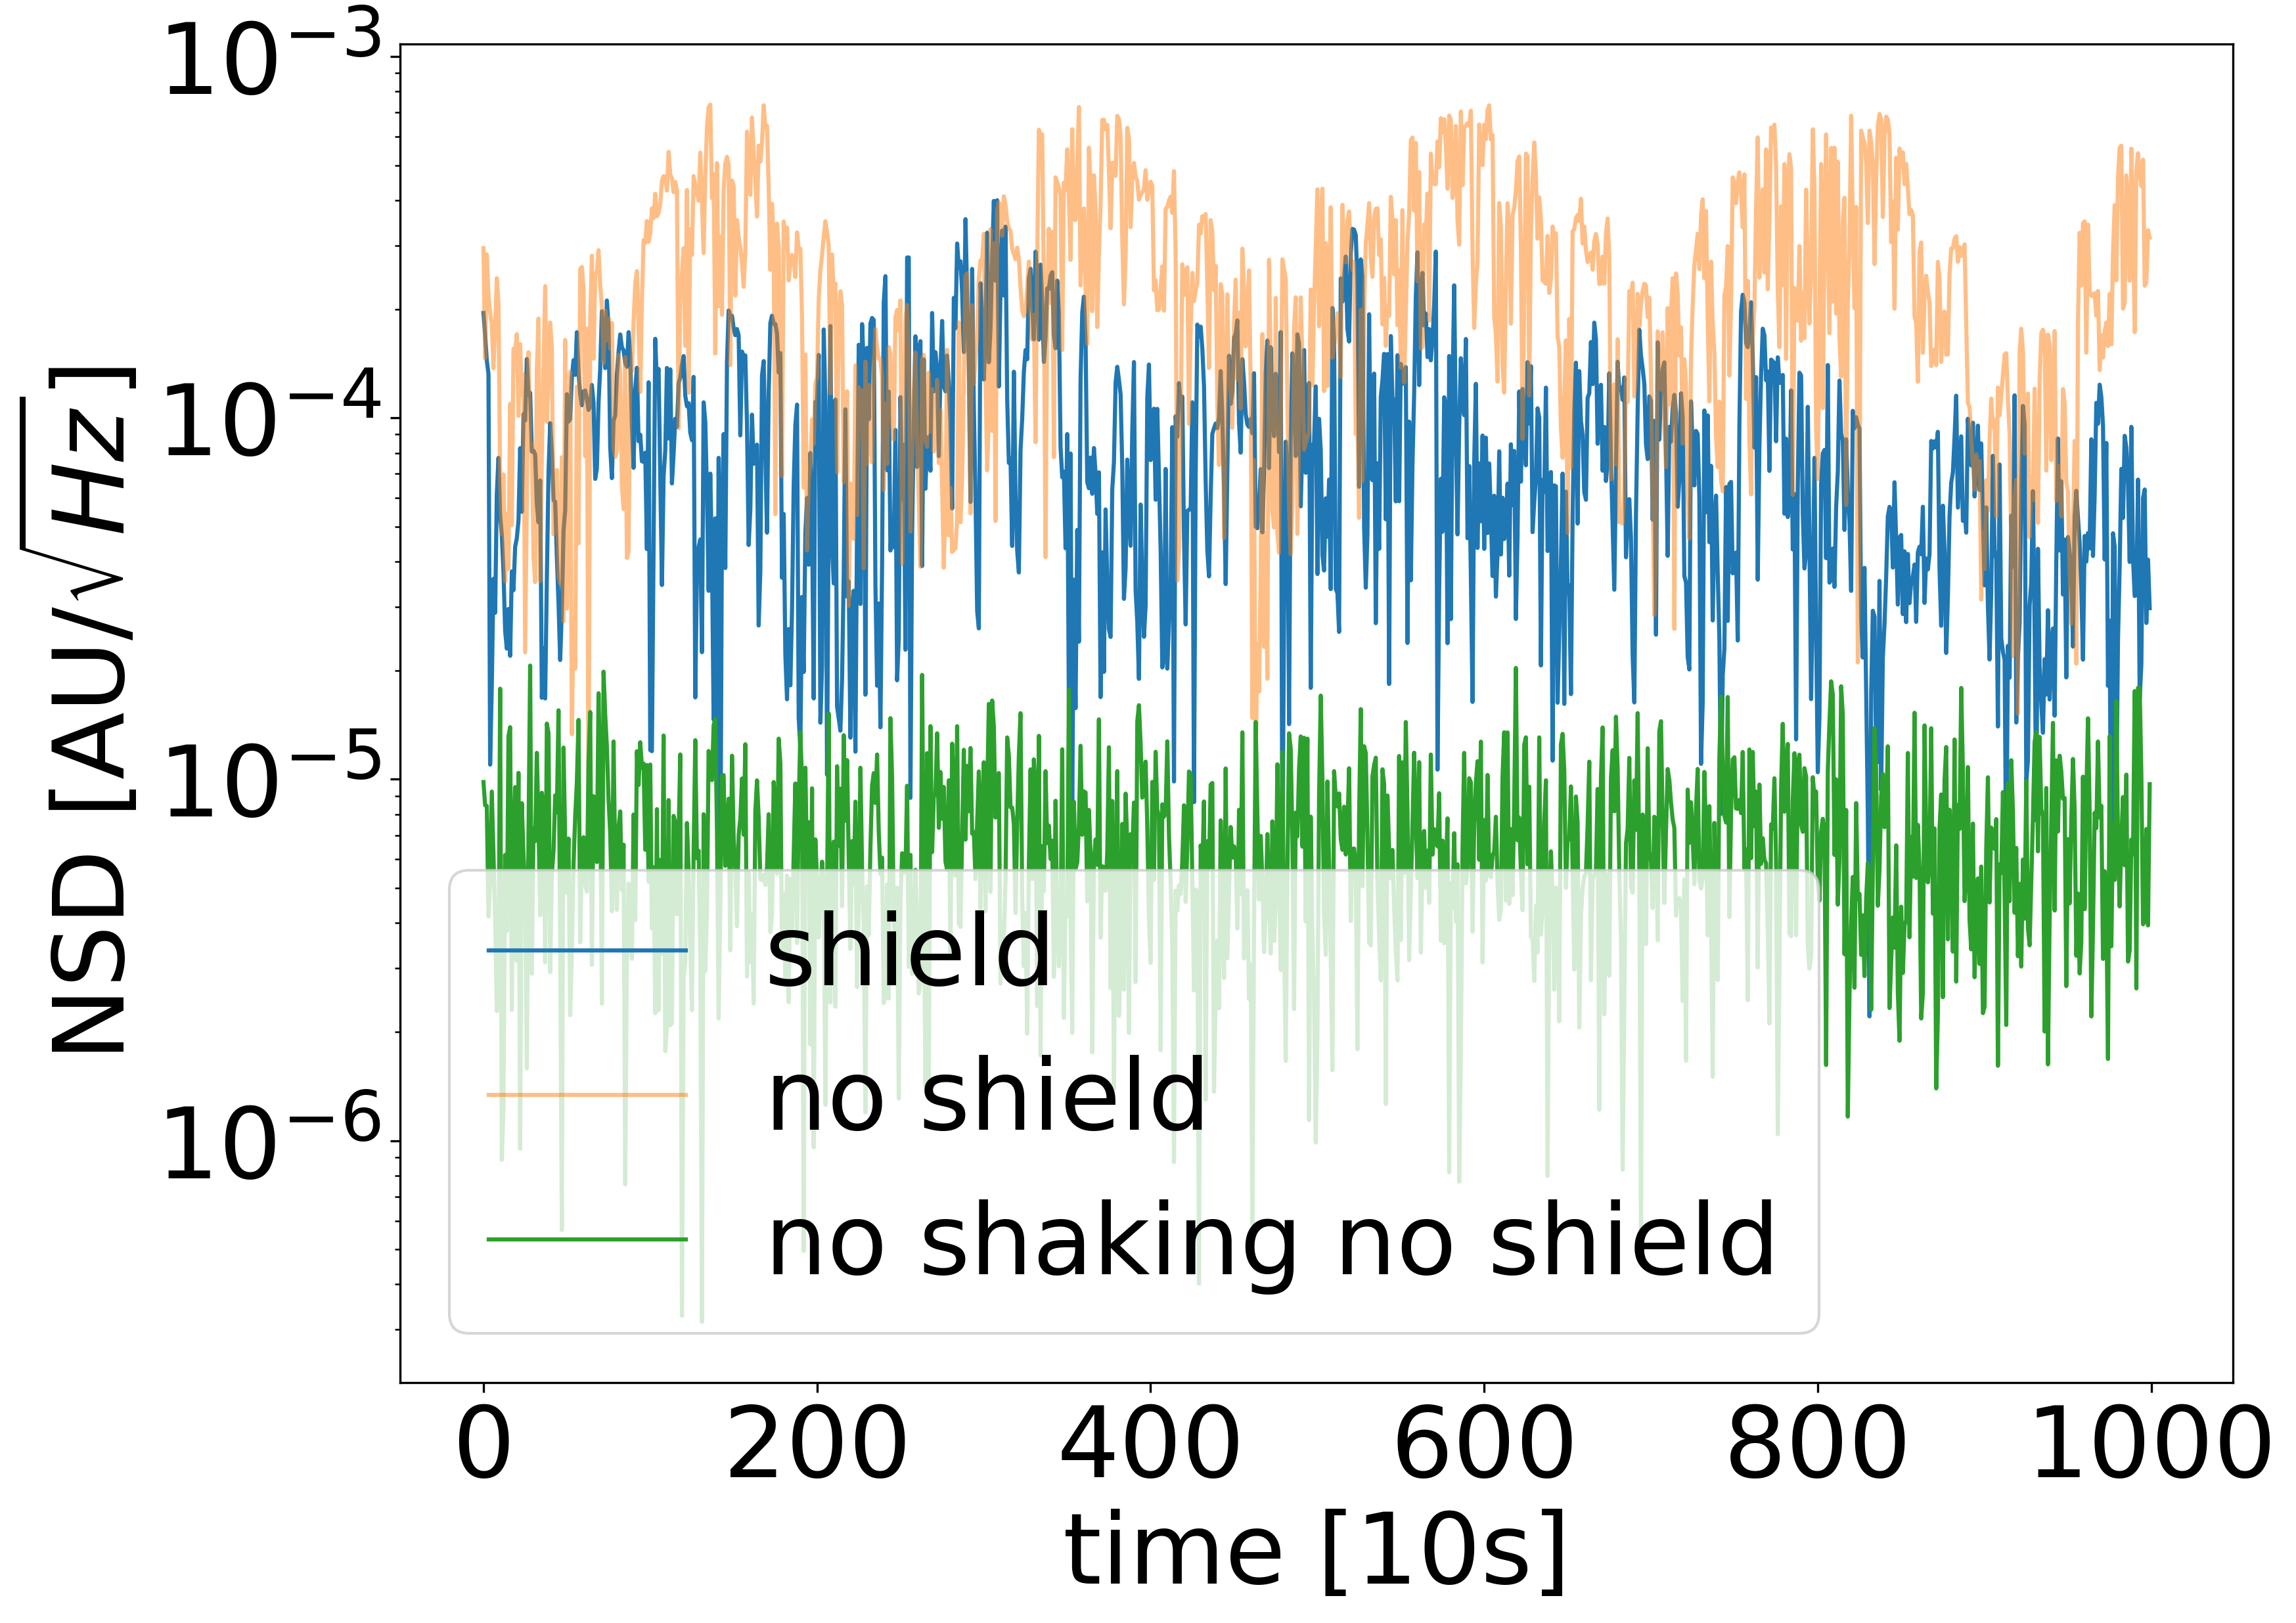 10⁻³
10⁻⁴
10⁻⁵
10⁻⁶
NSD [AU/√Hz]
shield
no shield
no shaking no shield
0 200 400 600 800 1000
time [10s]